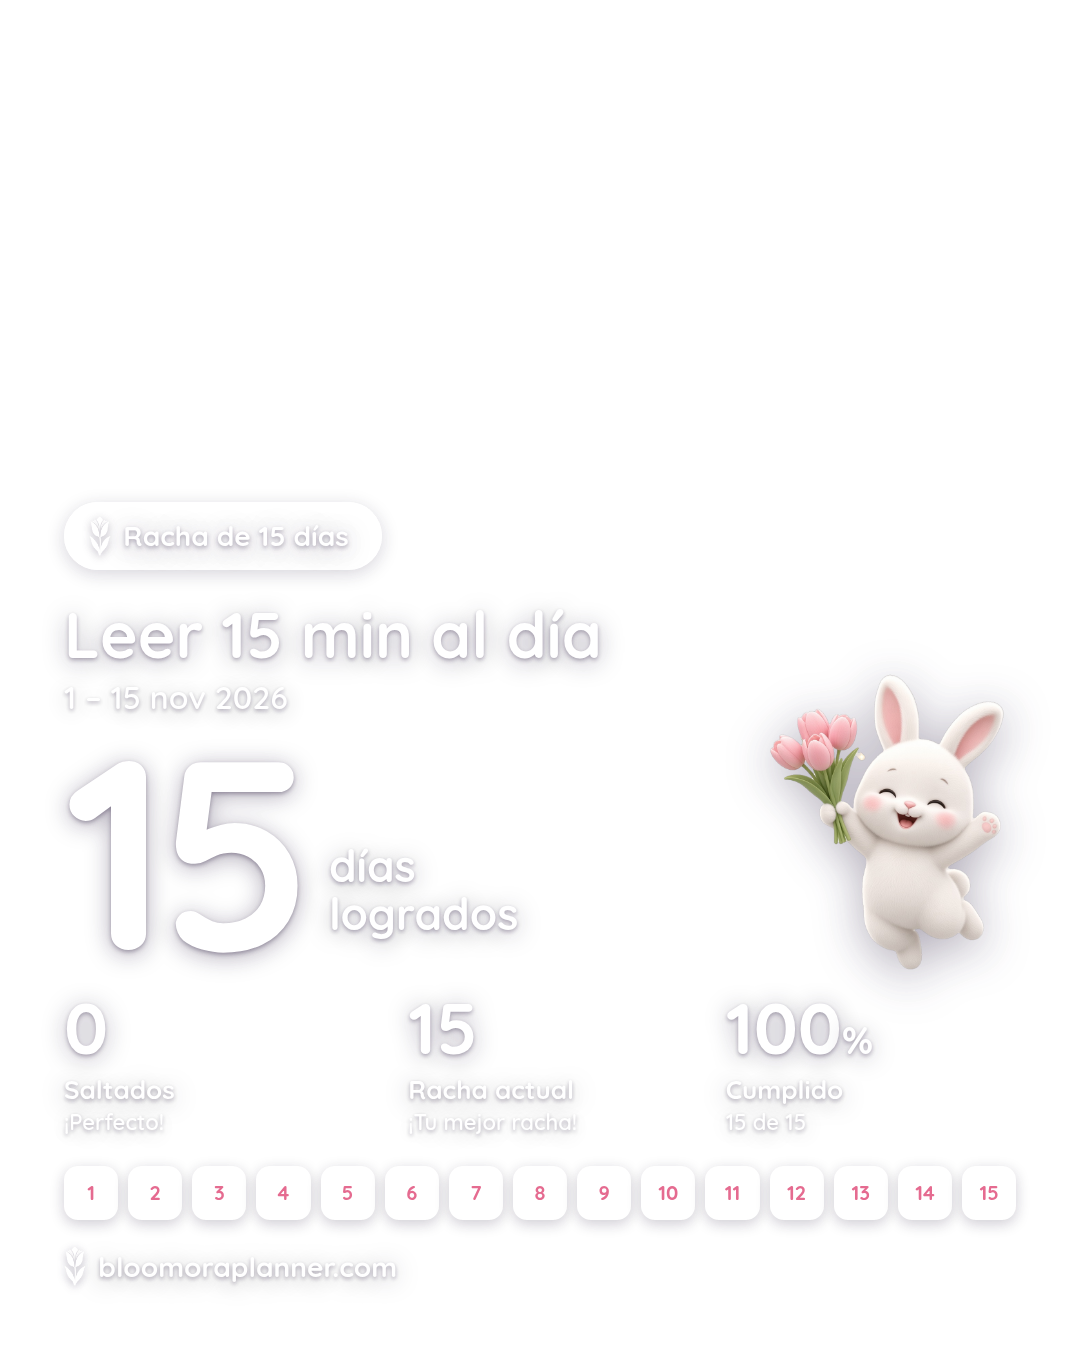 Racha de 15 días
Leer 15 min al día
1 – 15 nov 2026
15 días
logrados
0 15 100%
Saltados Racha actual Cumplido
¡Perfecto! ¡Tu mejor racha! 15 de 15
1 2 3 4 5 6 7 8 9 10 11 12 13 14 15
bloomoraplanner.com